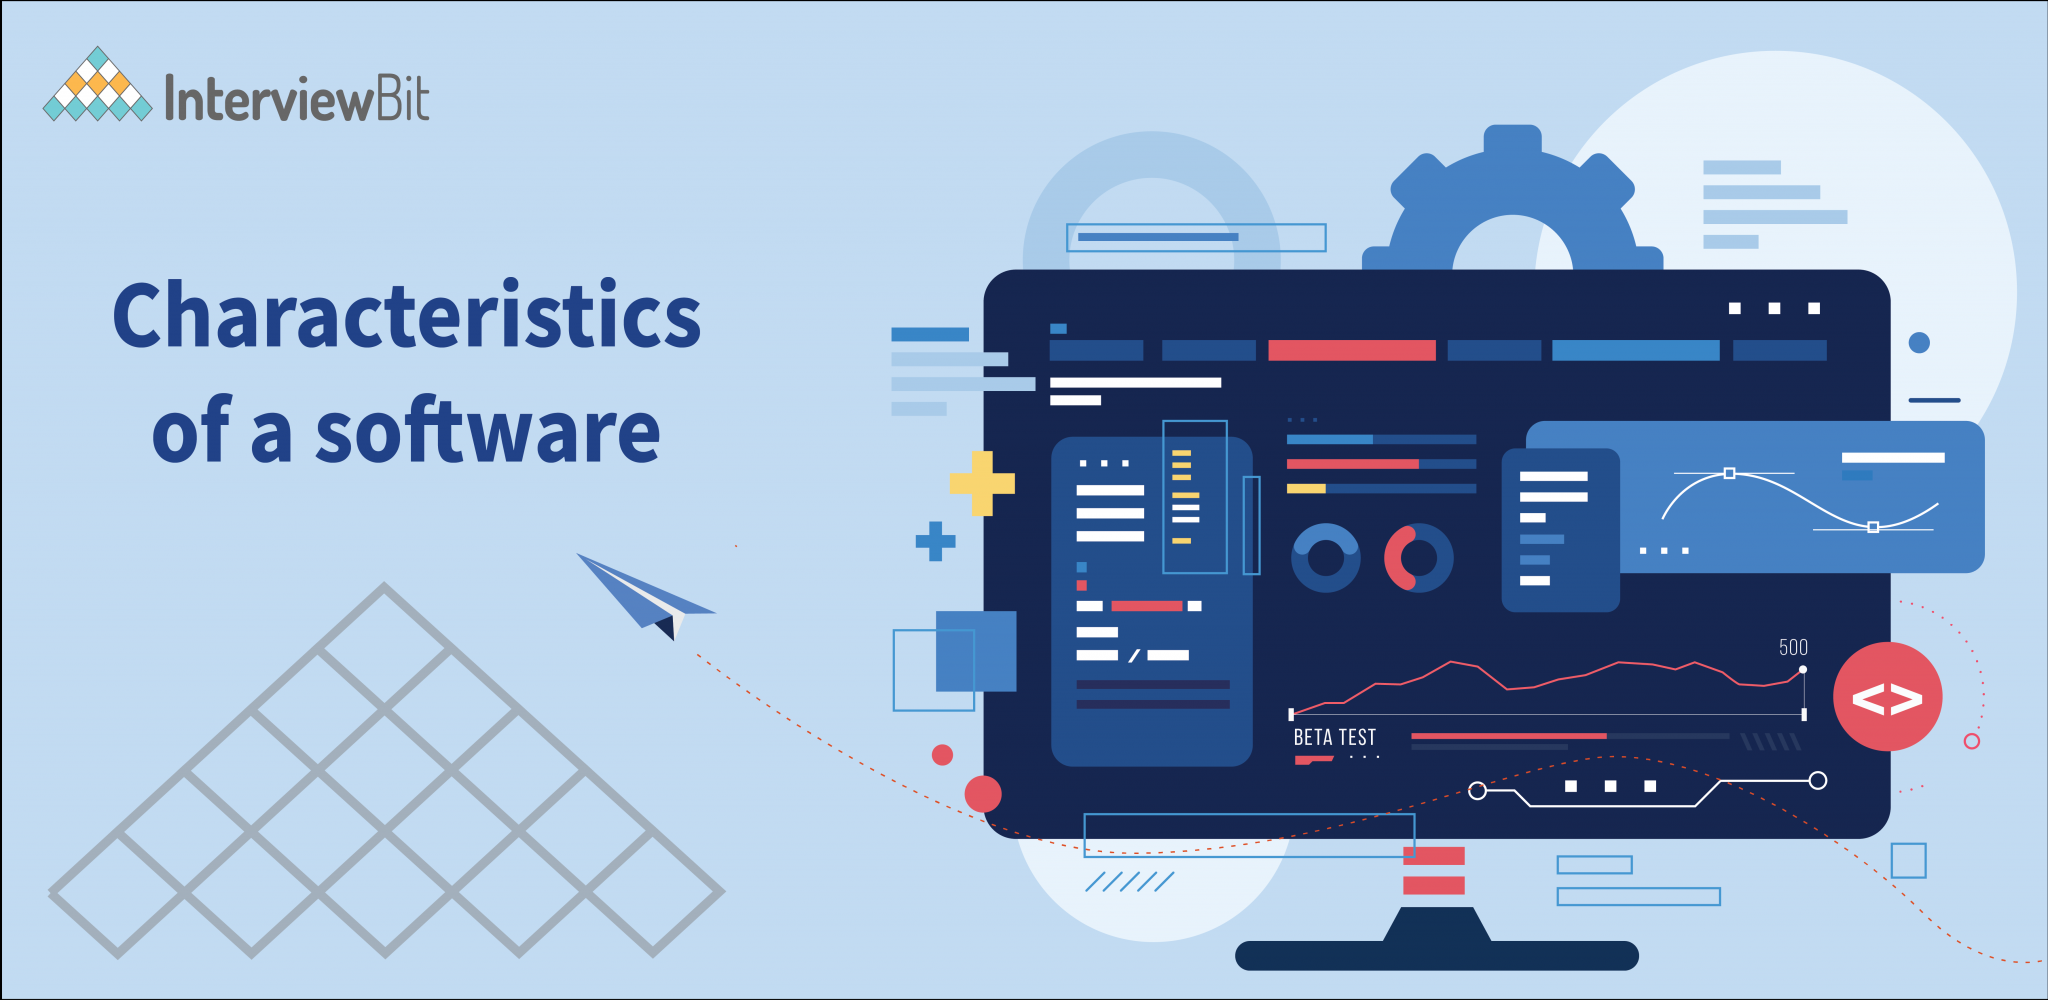 InterviewBit
Characteristics
of a software
500
BETA TEST
<>